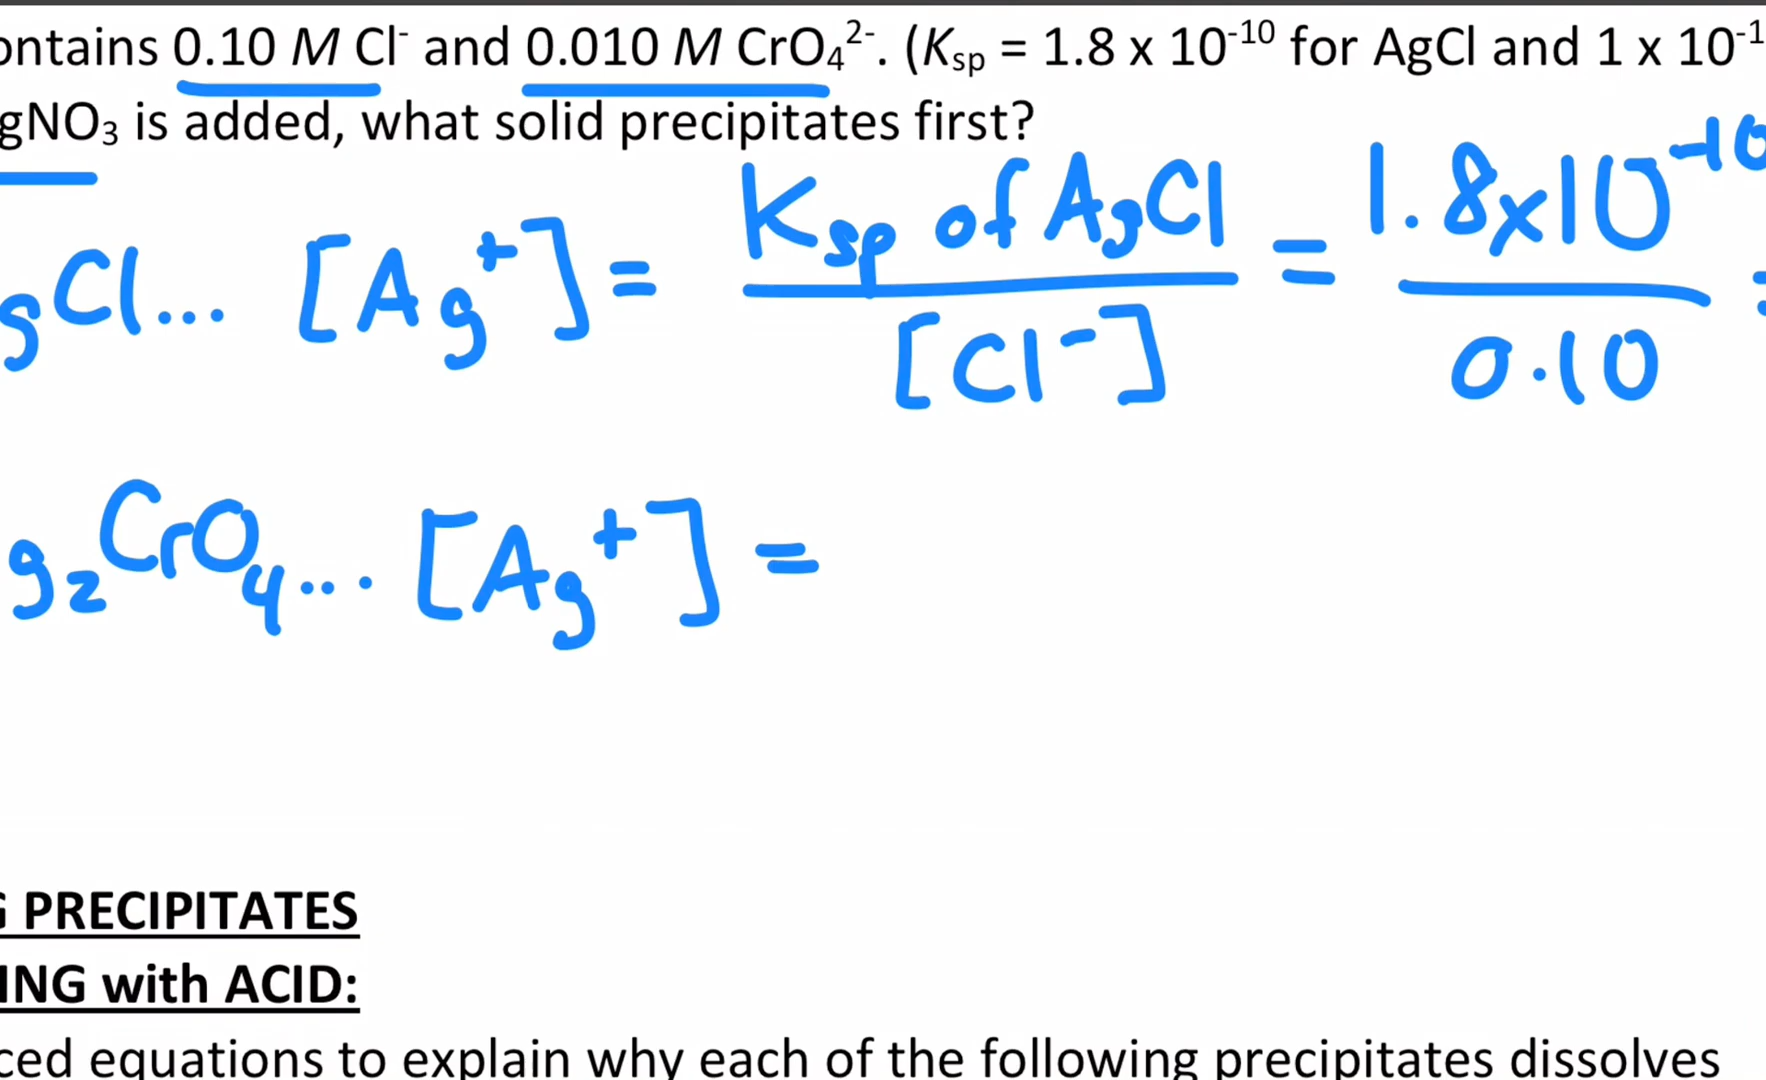 ontains 0.10 M Cl⁻ and 0.010 M CrO₄²⁻. (Kₛₚ = 1.8 x 10⁻¹⁰ for AgCl and 1 x 10⁻¹
gNO₃ is added, what solid precipitates first?
gCl... [Ag⁺] = Ksp of AgCl / [Cl⁻] = 1.8x10⁻¹⁰ / 0.10 =
g₂CrO₄... [Ag⁺] =
G PRECIPITATES
ING with ACID:
ced equations to explain why each of the following precipitates dissolves